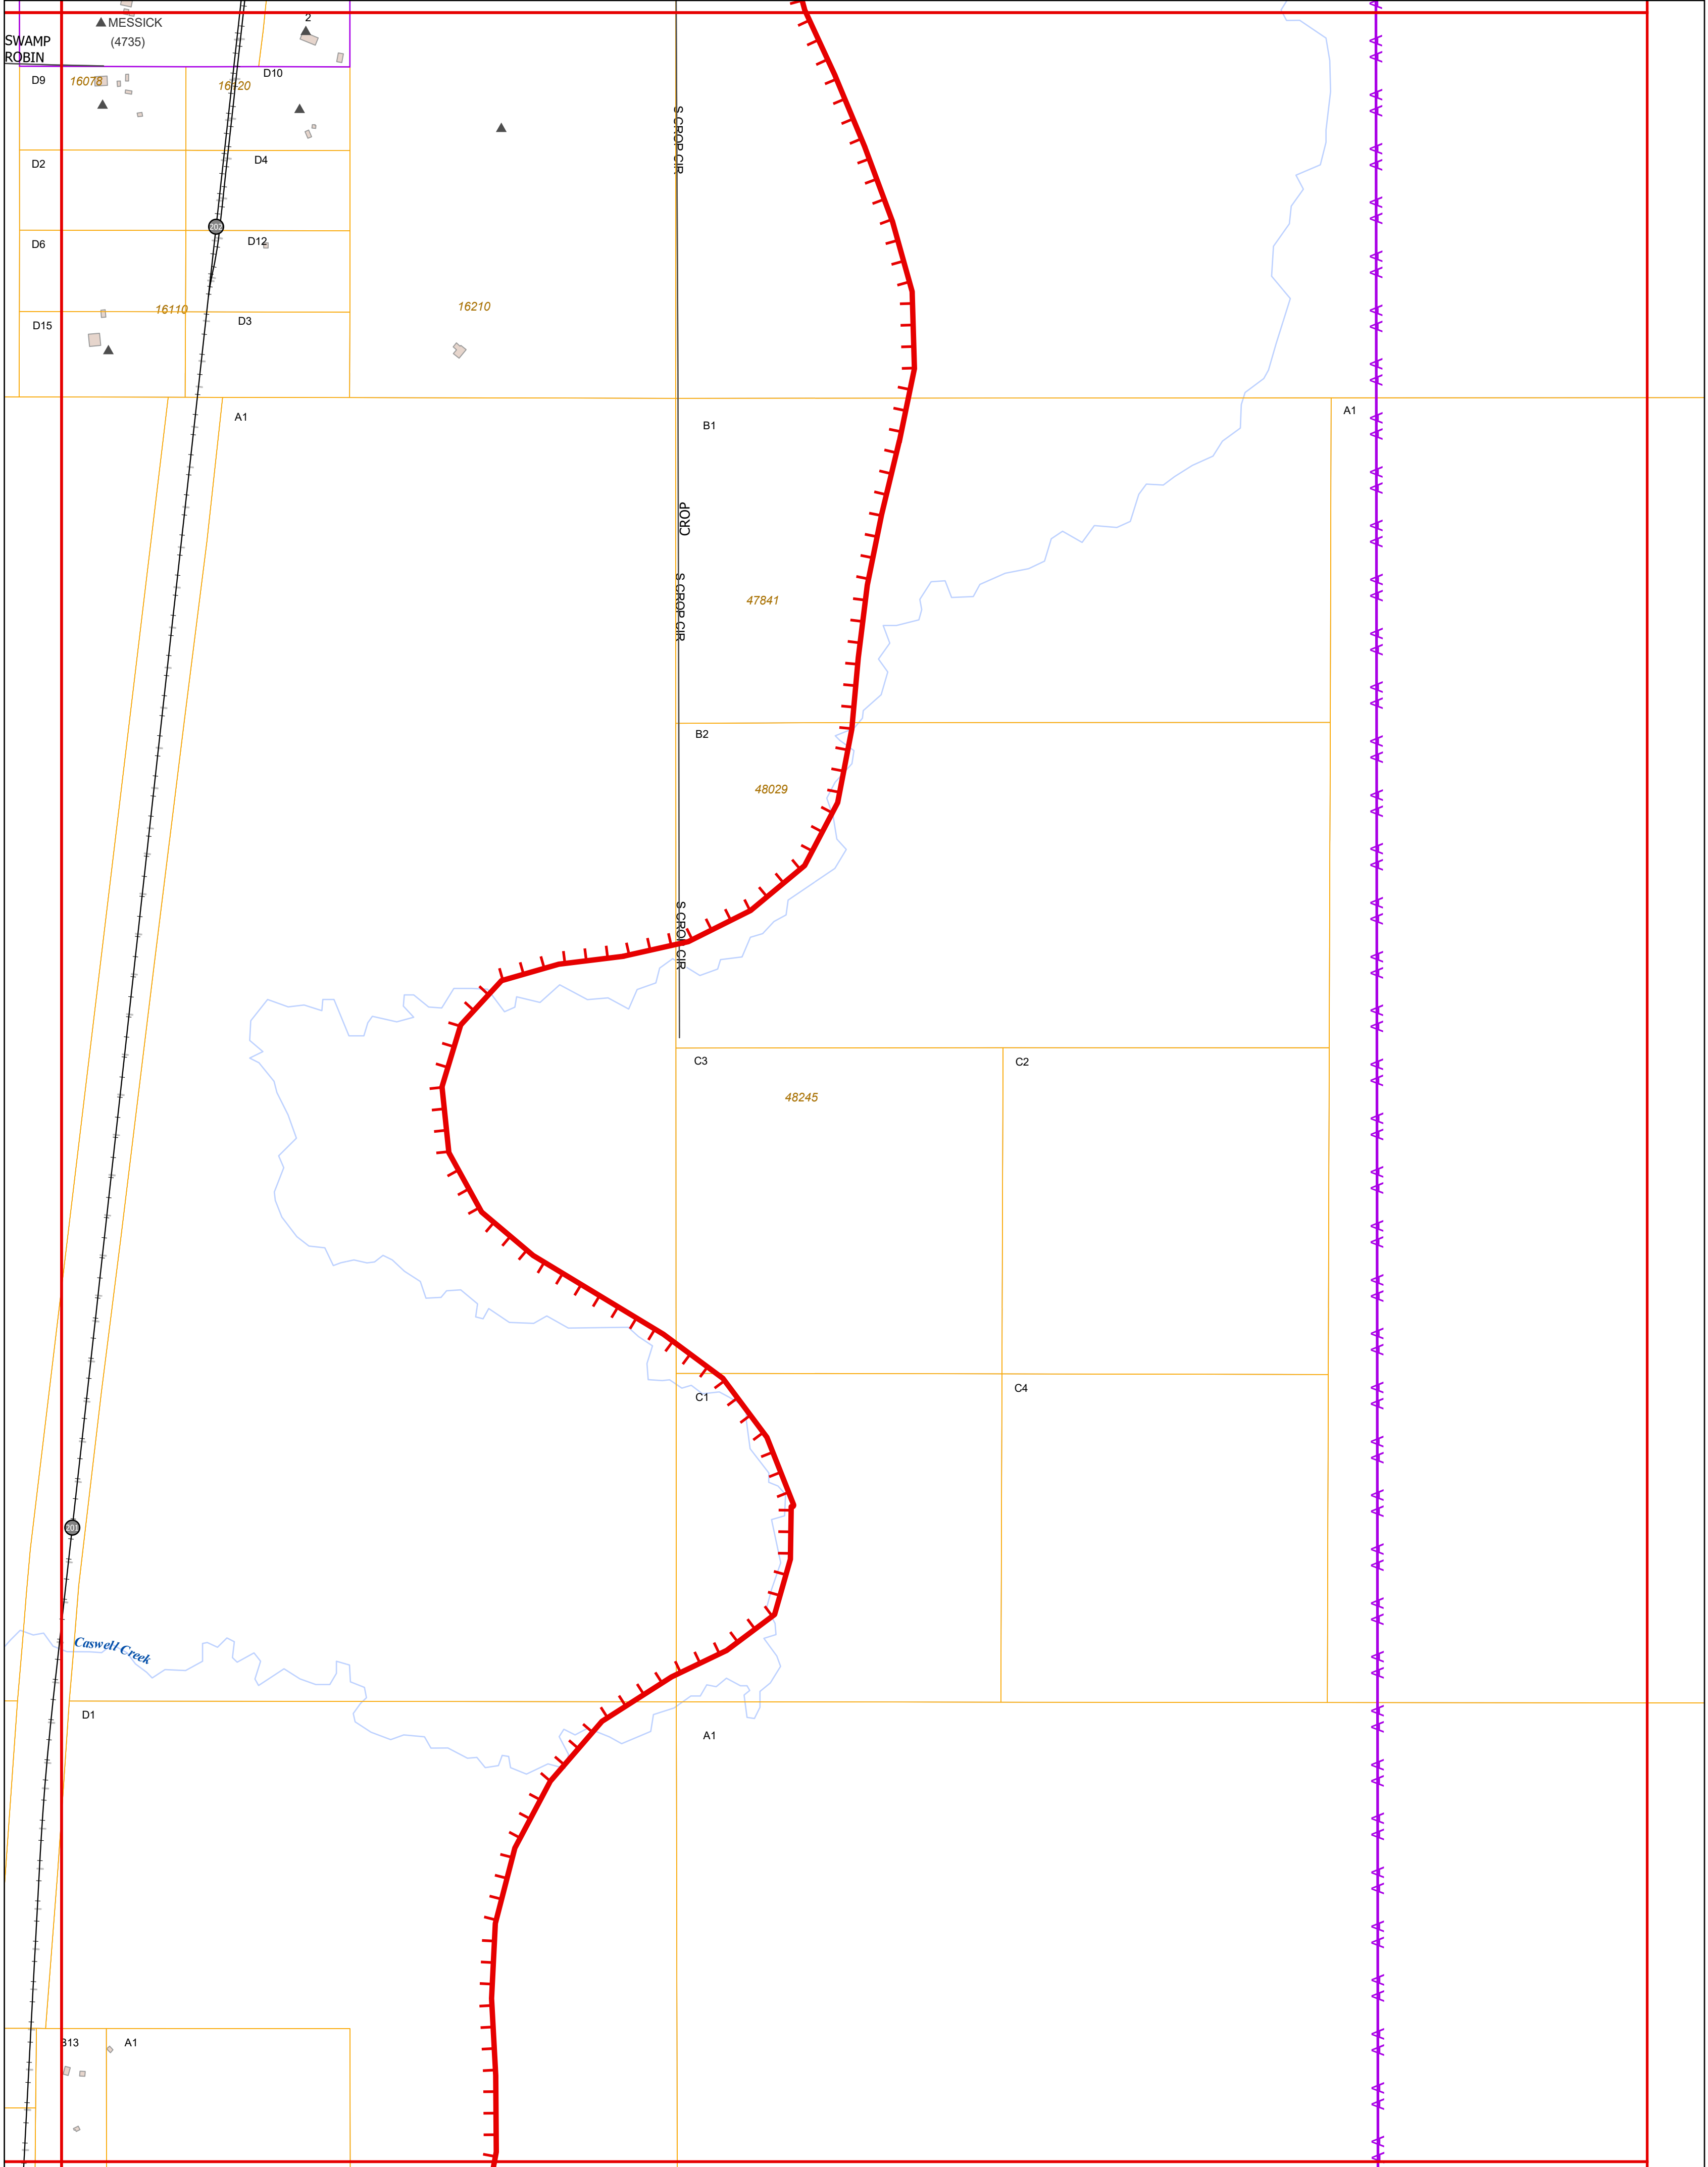 MESSICK
2
(4735)
SWAMP
ROBIN
D9
16078
16120
D10
D2
D4
S CROP CIR
202
D6
D12
16110
16210
D15
D3
A1
B1
A1
CROP
S CROP CIR
47841
B2
48029
S CROP CIR
C3
C2
48245
C1
C4
201
Caswell Creek
D1
A1
B13
A1